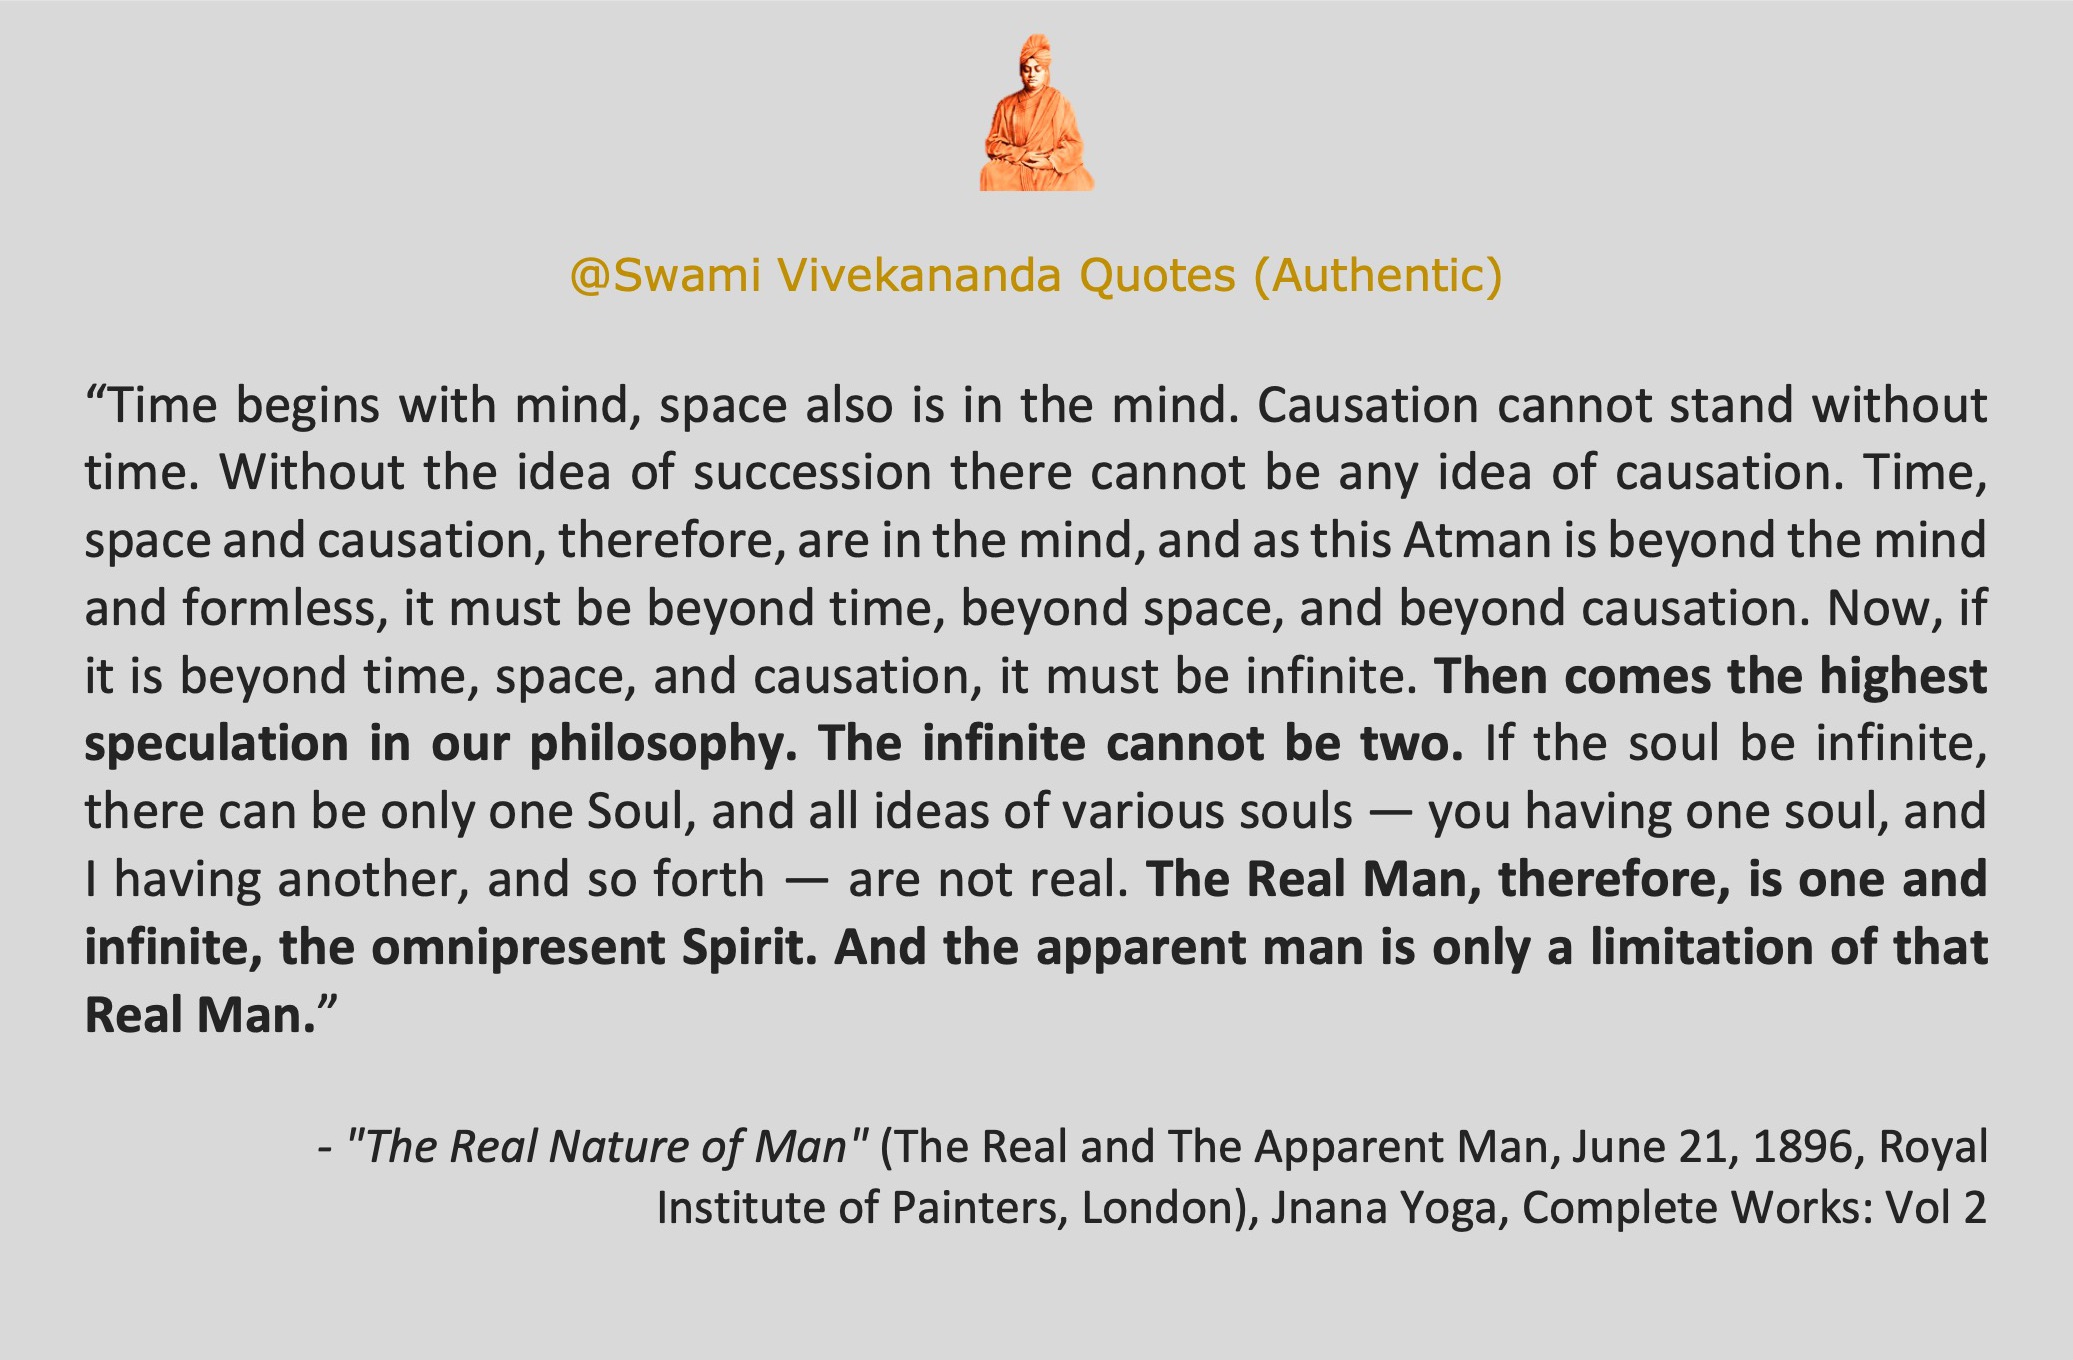 @Swami Vivekananda Quotes (Authentic)
“Time begins with mind, space also is in the mind. Causation cannot stand without
time. Without the idea of succession there cannot be any idea of causation. Time,
space and causation, therefore, are in the mind, and as this Atman is beyond the mind
and formless, it must be beyond time, beyond space, and beyond causation. Now, if
it is beyond time, space, and causation, it must be infinite. Then comes the highest
speculation in our philosophy. The infinite cannot be two. If the soul be infinite,
there can be only one Soul, and all ideas of various souls — you having one soul, and
I having another, and so forth — are not real. The Real Man, therefore, is one and
infinite, the omnipresent Spirit. And the apparent man is only a limitation of that
Real Man.”
- "The Real Nature of Man" (The Real and The Apparent Man, June 21, 1896, Royal
Institute of Painters, London), Jnana Yoga, Complete Works: Vol 2